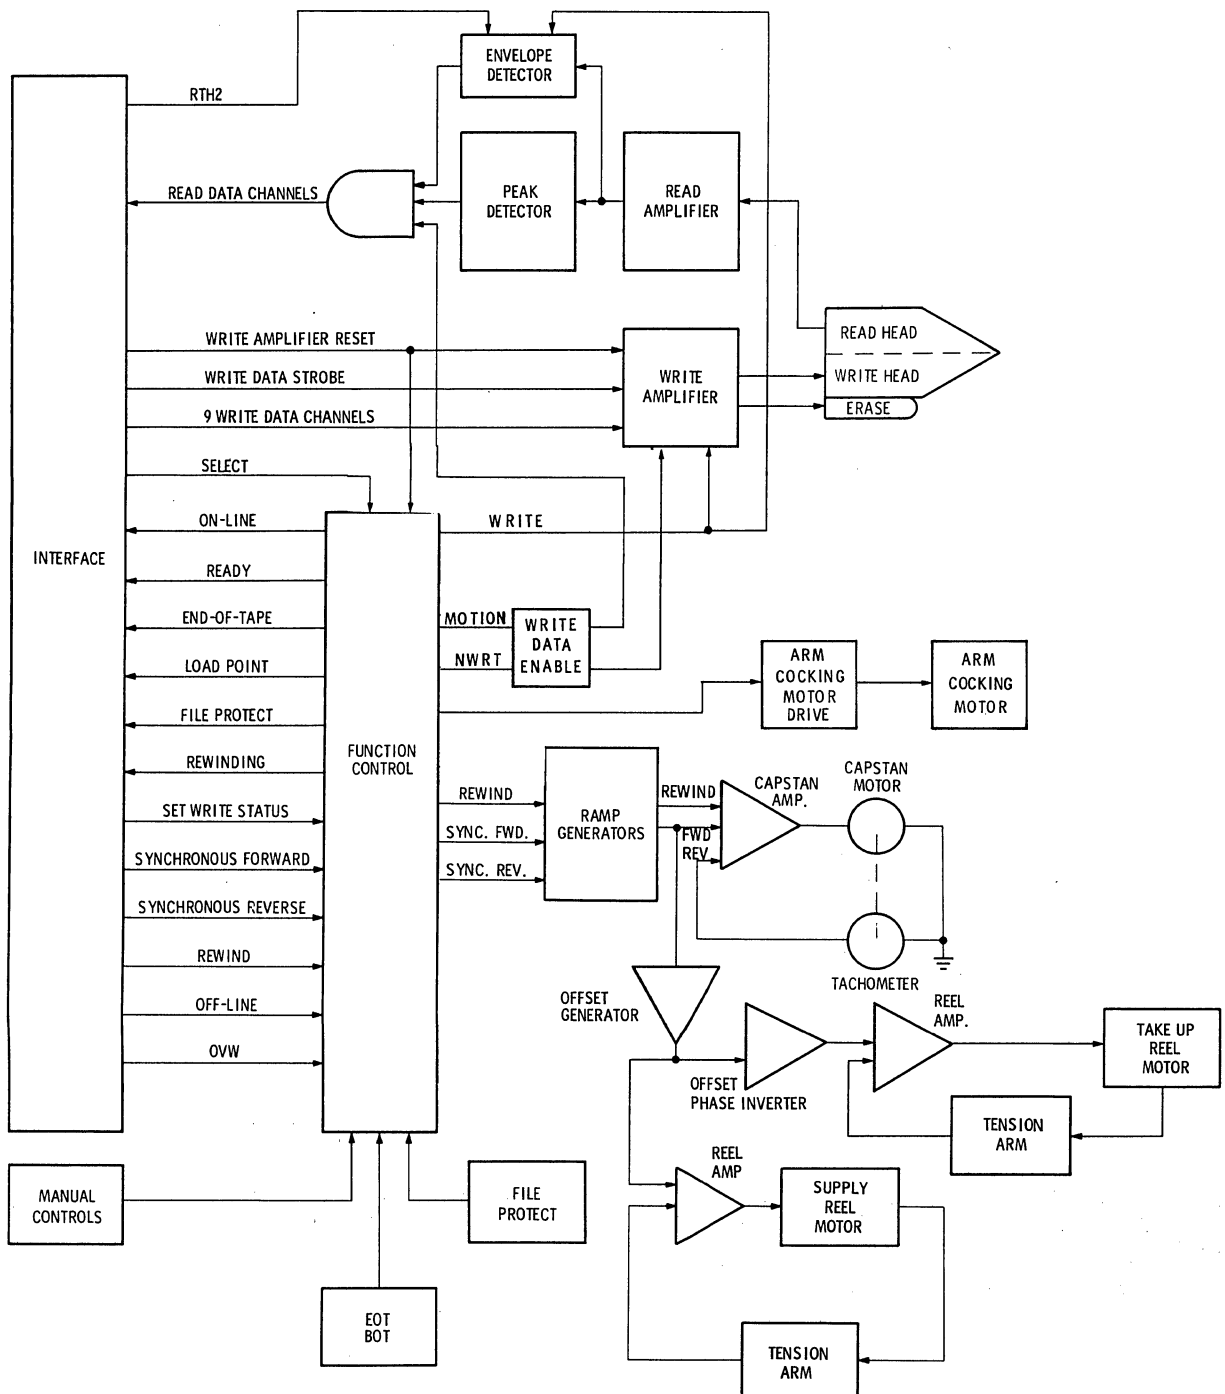 ENVELOPE
DETECTOR
RTH2
READ DATA CHANNELS
PEAK
DETECTOR
READ
AMPLIFIER
WRITE AMPLIFIER RESET
WRITE DATA STROBE
9 WRITE DATA CHANNELS
WRITE
AMPLIFIER
READ HEAD
WRITE HEAD
ERASE
SELECT
ON-LINE
WRITE
INTERFACE
READY
END-OF-TAPE
MOTION
NWRT
WRITE
DATA
ENABLE
LOAD POINT
FILE PROTECT
REWINDING
FUNCTION
CONTROL
ARM
COCKING
MOTOR
DRIVE
ARM
COCKING
MOTOR
SET WRITE STATUS
SYNCHRONOUS FORWARD
SYNCHRONOUS REVERSE
REWIND
OFF-LINE
OVW
REWIND
SYNC. FWD.
SYNC. REV.
RAMP
GENERATORS
REWIND
FWD
REV
CAPSTAN
AMP.
CAPSTAN
MOTOR
TACHOMETER
OFFSET
GENERATOR
OFFSET
PHASE INVERTER
REEL
AMP.
TAKE UP
REEL
MOTOR
TENSION
ARM
REEL
AMP
SUPPLY
REEL
MOTOR
TENSION
ARM
MANUAL
CONTROLS
FILE
PROTECT
EOT
BOT